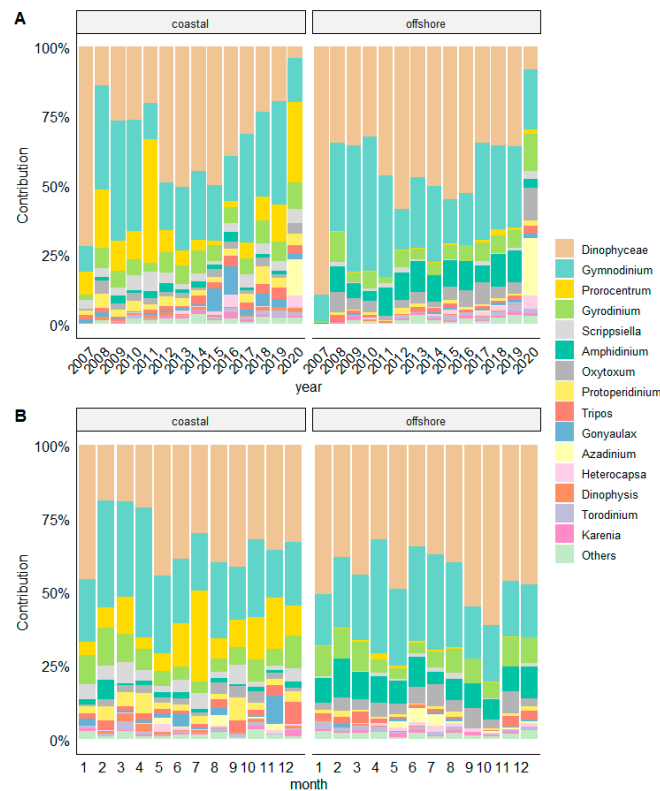 A
coastal
offshore
100%
75%
50%
25%
0%
Contribution
2007 2008 2009 2010 2011 2012 2013 2014 2015 2016 2017 2018 2019 2020
2007 2008 2009 2010 2011 2012 2013 2014 2015 2016 2017 2018 2019 2020
year
Dinophyceae
Gymnodinium
Prorocentrum
Gyrodinium
Scrippsiella
Amphidinium
Oxytoxum
Protoperidinium
Tripos
Gonyaulax
Azadinium
Heterocapsa
Dinophysis
Torodinium
Karenia
Others
B
coastal
offshore
100%
75%
50%
25%
0%
Contribution
1 2 3 4 5 6 7 8 9 10 11 12
1 2 3 4 5 6 7 8 9 10 11 12
month